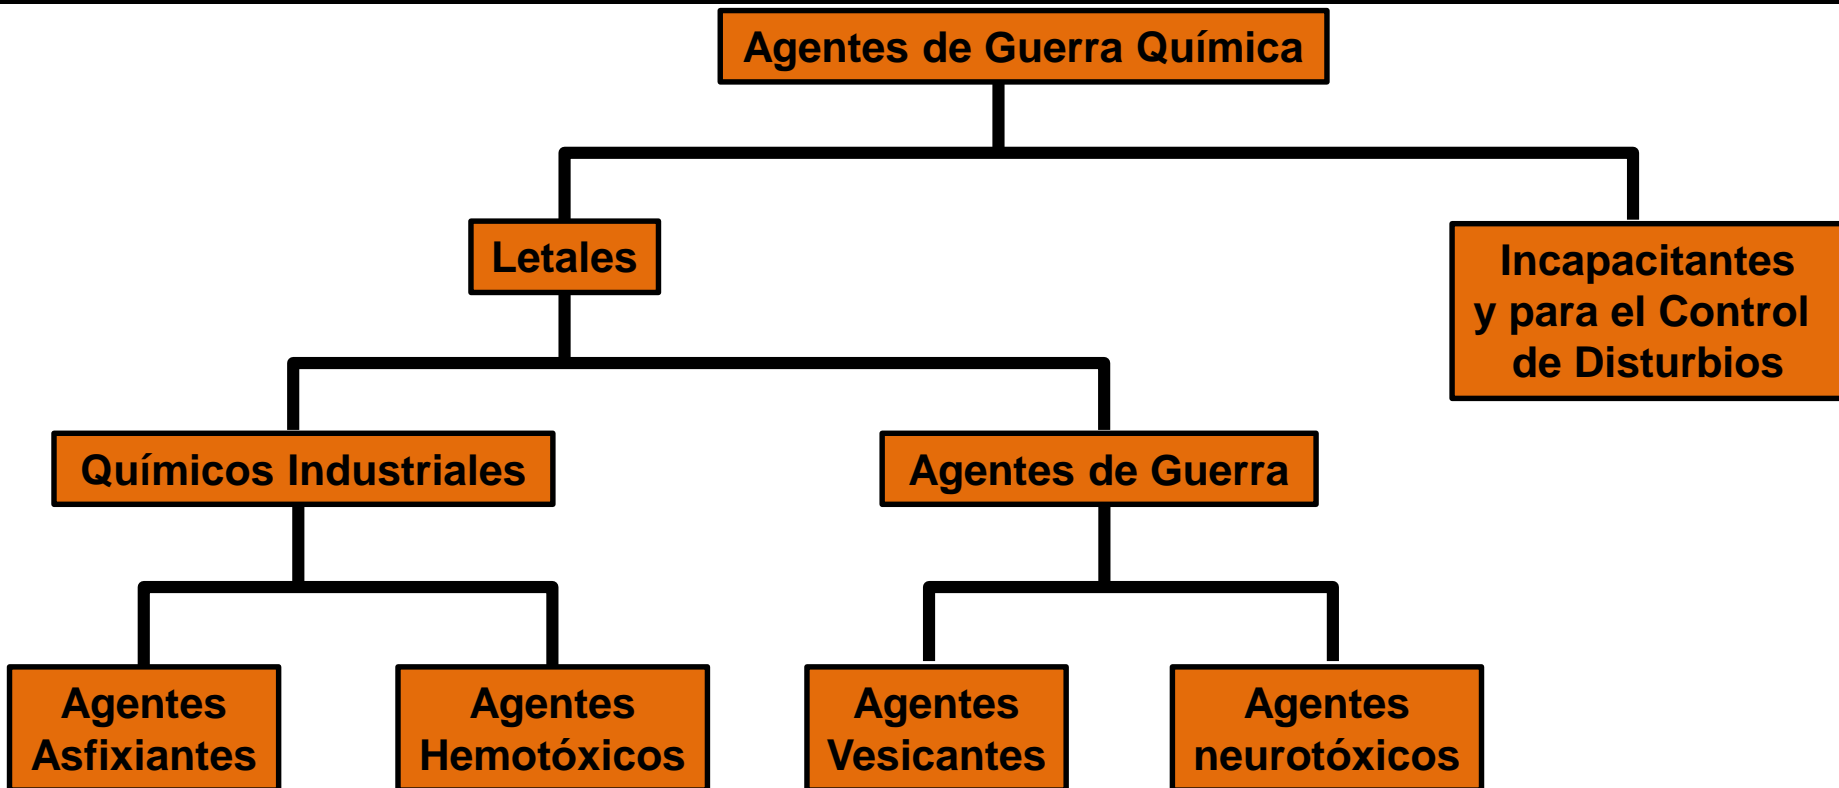 Agentes de Guerra Química
Letales
Incapacitantes
y para el Control
de Disturbios
Químicos Industriales
Agentes de Guerra
Agentes
Asfixiantes
Agentes
Hemotóxicos
Agentes
Vesicantes
Agentes
neurotóxicos